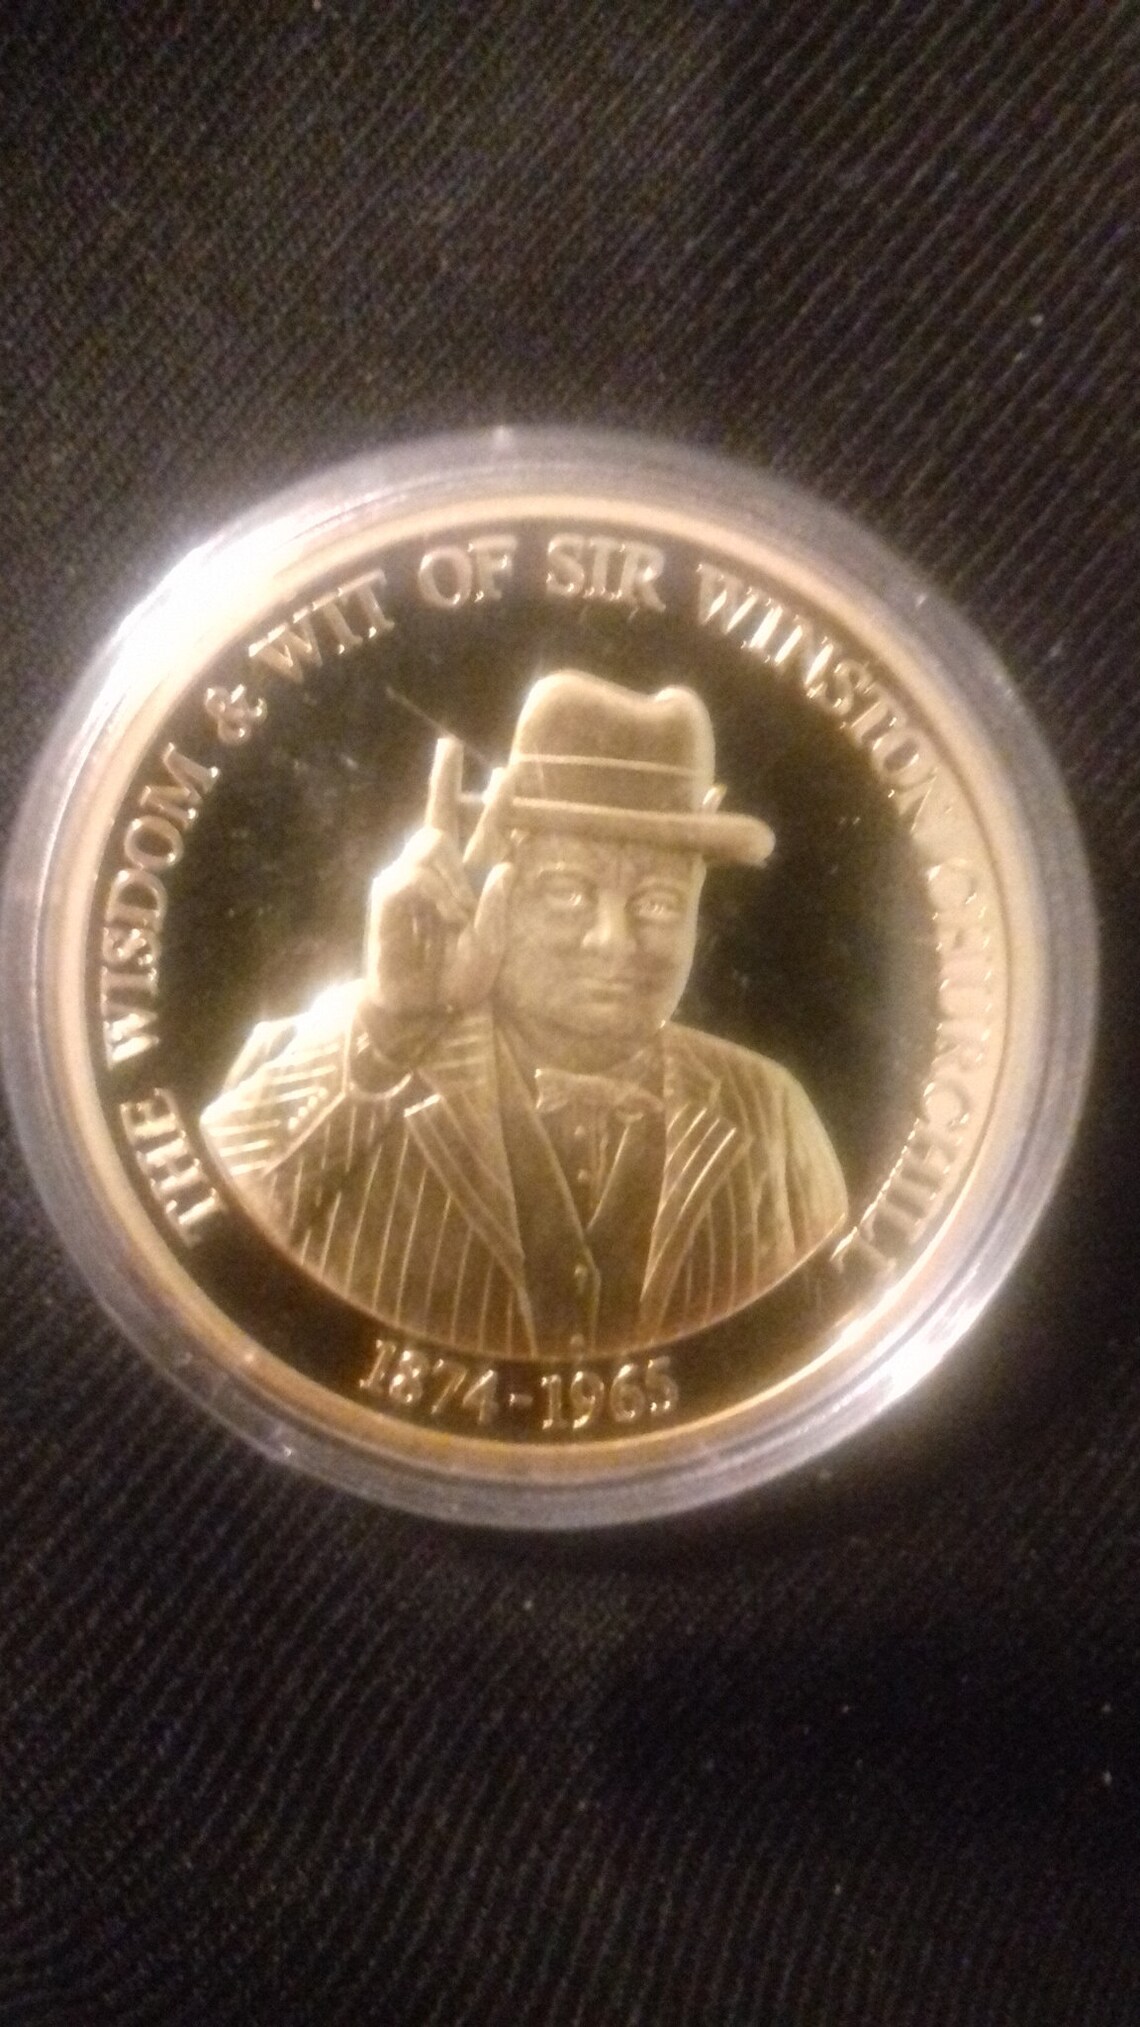 THE WISDOM & WIT OF SIR WINSTON CHURCHILL
1874-1965